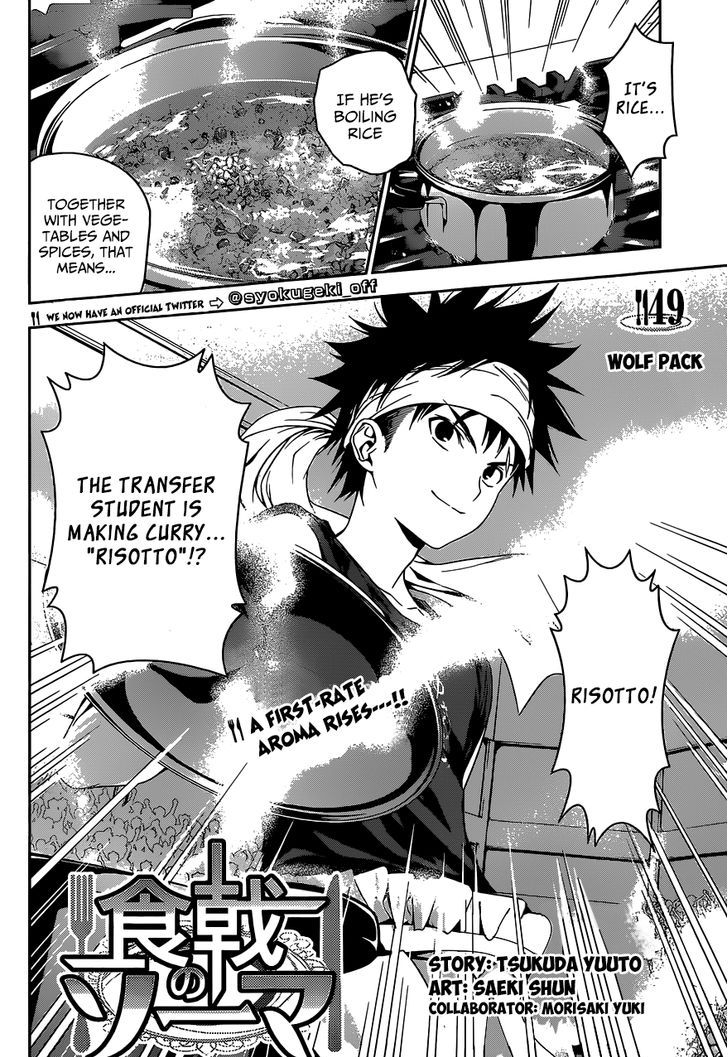 IT'S
RICE...
IF HE'S
BOILING
RICE
TOGETHER
WITH VEGE-
TABLES AND
SPICES, THAT
MEANS...
WE NOW HAVE AN OFFICIAL TWITTER ⇨ @syokugeki_off
49
WOLF PACK
RISOTTO!
THE TRANSFER
STUDENT IS
MAKING CURRY...
"RISOTTO"!?
A FIRST-RATE
AROMA RISES---!!
食戟の
ソーマ
STORY: TSUKUDA YUUTO
ART: SAEKI SHUN
COLLABORATOR: MORISAKI YUKI